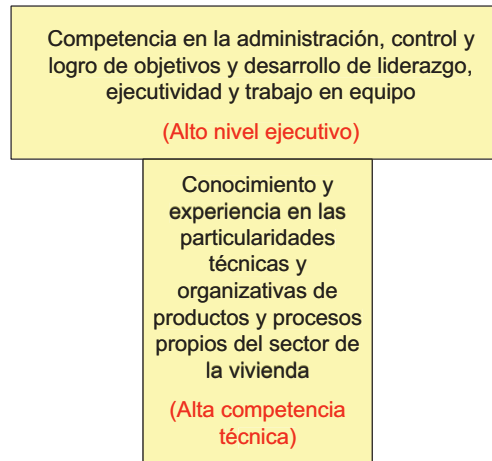 Competencia en la administración, control y
logro de objetivos y desarrollo de liderazgo,
ejecutividad y trabajo en equipo
(Alto nivel ejecutivo)
Conocimiento y
experiencia en las
particularidades
técnicas y
organizativas de
productos y procesos
propios del sector de
la vivienda
(Alta competencia
técnica)